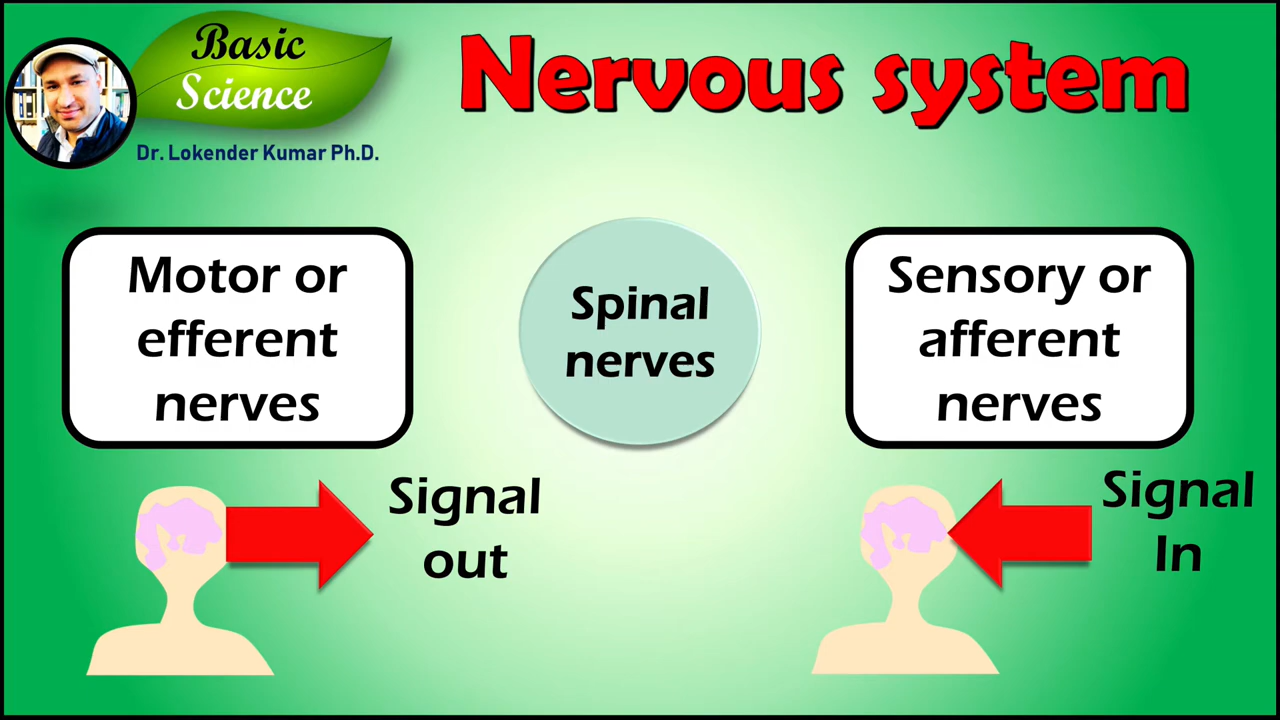 Basic
Science
Dr. Lokender Kumar Ph.D.
Nervous system
Motor or
efferent
nerves
Spinal
nerves
Sensory or
afferent
nerves
Signal
out
Signal
In